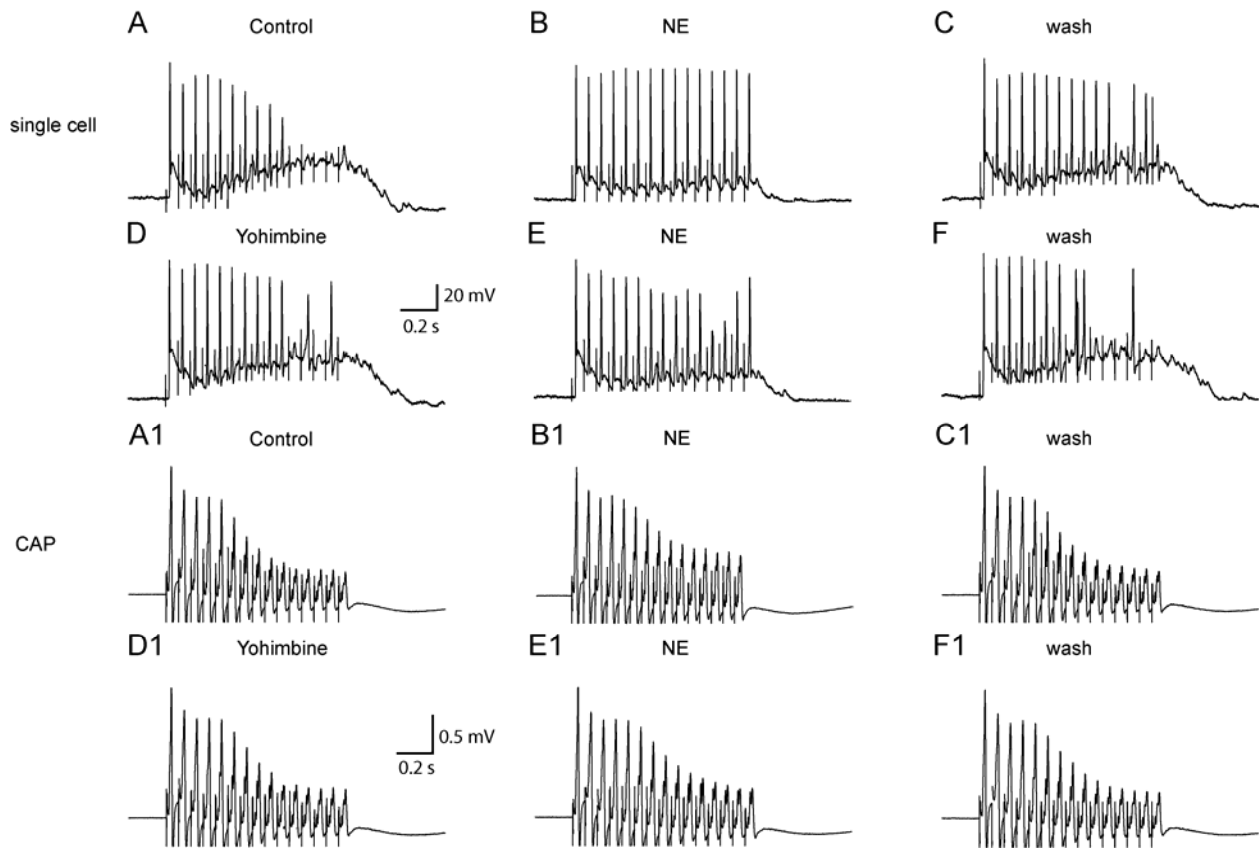 A
Control
B
NE
C
wash
single cell
D
Yohimbine
20 mV
0.2 s
E
NE
F
wash
A1
Control
B1
NE
C1
wash
CAP
D1
Yohimbine
0.5 mV
0.2 s
E1
NE
F1
wash